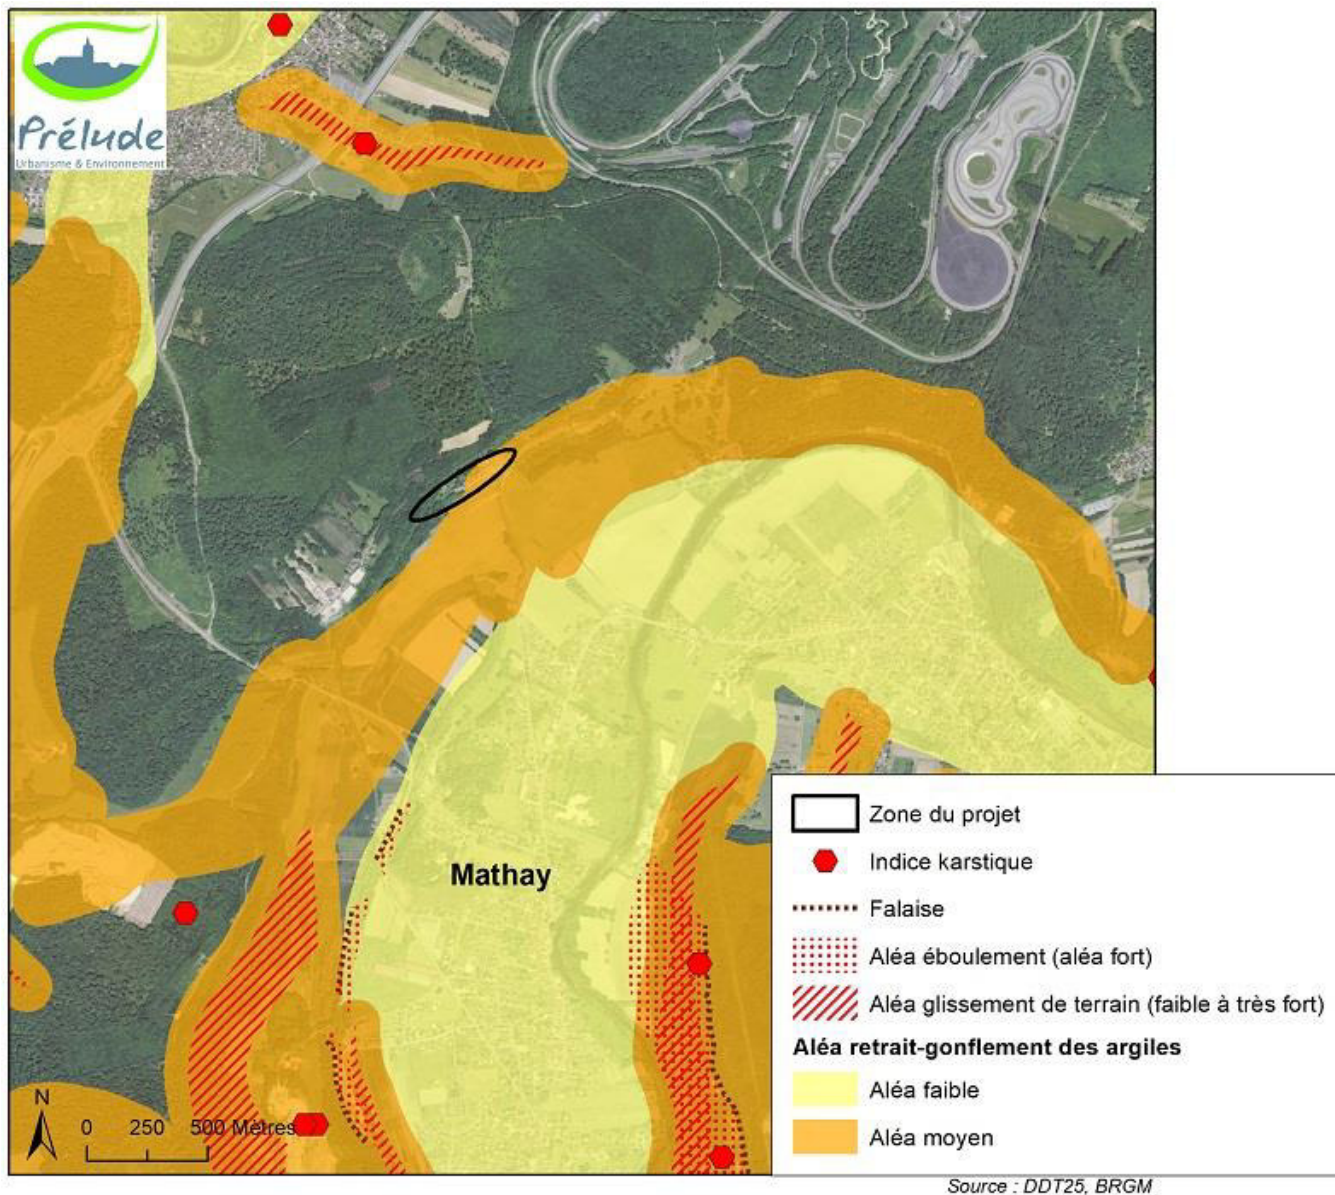 Prélude
Urbanisme & Environnement
Mathay
N
0 250 500 Mètres
Zone du projet
Indice karstique
Falaise
Aléa éboulement (aléa fort)
Aléa glissement de terrain (faible à très fort)
Aléa retrait-gonflement des argiles
Aléa faible
Aléa moyen
Source : DDT25, BRGM